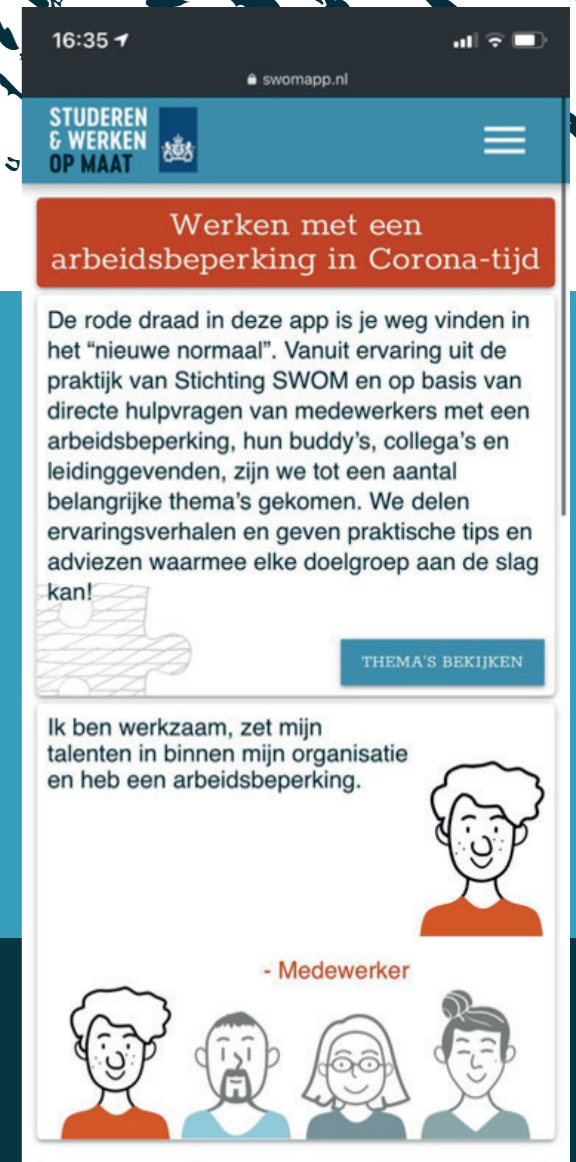 16:35
swomapp.nl
STUDEREN
& WERKEN
OP MAAT
Werken met een
arbeidsbeperking in Corona-tijd
De rode draad in deze app is je weg vinden in
het “nieuwe normaal”. Vanuit ervaring uit de
praktijk van Stichting SWOM en op basis van
directe hulpvragen van medewerkers met een
arbeidsbeperking, hun buddy’s, collega’s en
leidinggevenden, zijn we tot een aantal
belangrijke thema’s gekomen. We delen
ervaringsverhalen en geven praktische tips en
adviezen waarmee elke doelgroep aan de slag
kan!
THEMA'S BEKIJKEN
Ik ben werkzaam, zet mijn
talenten in binnen mijn organisatie
en heb een arbeidsbeperking.
- Medewerker